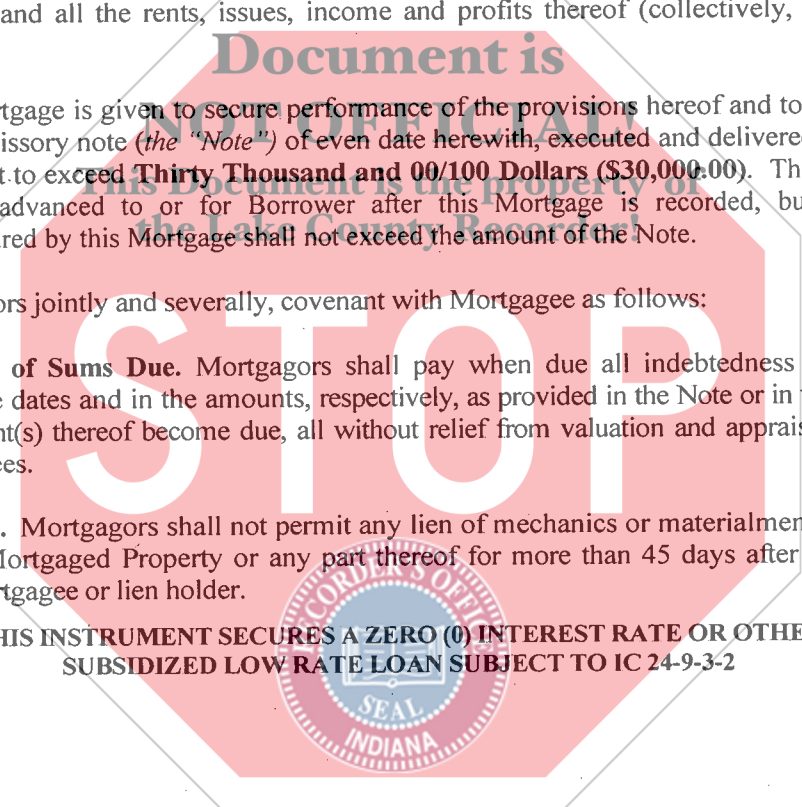 and all the rents, issues, income and profits thereof (collectively,
Document is
NOT OFFICIAL!
rtgage is given to secure performance of the provisions hereof and to
issory note (the "Note") of even date herewith, executed and delivere
t to exceed Thirty Thousand and 00/100 Dollars ($30,000.00). Th
This Document is the property of
advanced to or for Borrower after this Mortgage is recorded, bu
the Lake County Recorder!
red by this Mortgage shall not exceed the amount of the Note.
ors jointly and severally, covenant with Mortgagee as follows:
STOP
of Sums Due. Mortgagors shall pay when due all indebtedness
e dates and in the amounts, respectively, as provided in the Note or in
nt(s) thereof become due, all without relief from valuation and apprais
ees.
. Mortgagors shall not permit any lien of mechanics or materialmen
Mortgaged Property or any part thereof for more than 45 days after
rtgagee or lien holder.
RECORDER'S OFFICE
HIS INSTRUMENT SECURES A ZERO (0) INTEREST RATE OR OTHE
SUBSIDIZED LOW RATE LOAN SUBJECT TO IC 24-9-3-2
SEAL
INDIANA